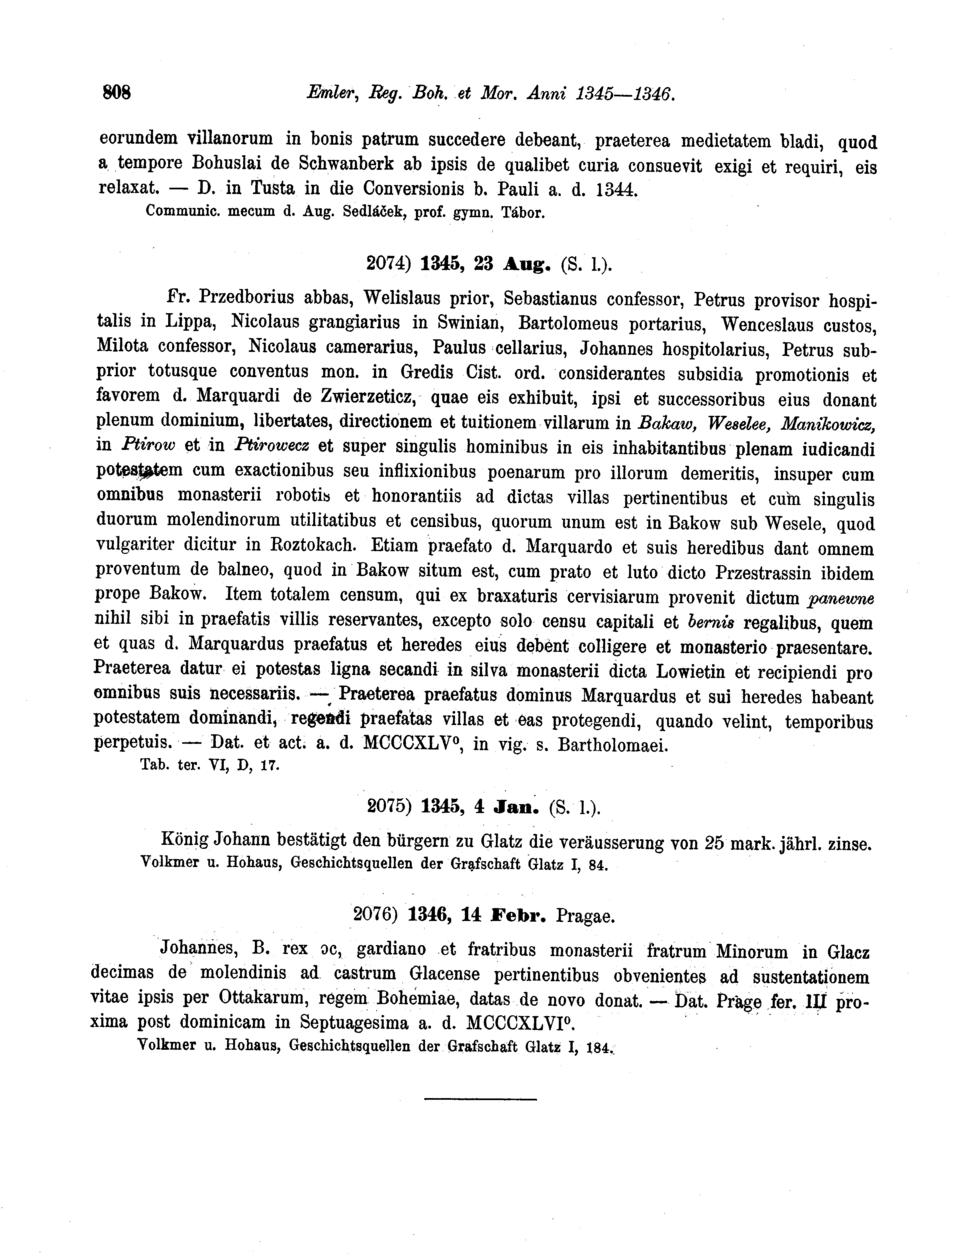 808 Emler, Reg. Boh. et Mor. Anni 1345—1346.
eorundem villanorum in bonis patrum succedere debeant, praeterea medietatem bladi, quod
a tempore Bohuslai de Schwanberk ab ipsis de qualibet curia consuevit exigi et requiri, eis
relaxat. — D. in Tusta in die Conversionis b. Pauli a. d. 1344.
Communic. mecum d. Aug. Sedláček, prof. gymn. Tábor.
2074) 1345, 23 Aug. (S. l.).
Fr. Przedborius abbas, Welislaus prior, Sebastianus confessor, Petrus provisor hospi-
talis in Lippa, Nicolaus grangiarius in Swinian, Bartolomeus portarius, Wenceslaus custos,
Milota confessor, Nicolaus camerarius, Paulus cellarius, Johannes hospitolarius, Petrus sub-
prior totusque conventus mon. in Gredis Cist. ord. considerantes subsidia promotionis et
favorem d. Marquardi de Zwierzeticz, quae eis exhibuit, ipsi et successoribus eius donant
plenum dominium, libertates, directionem et tuitionem villarum in Bakaw, Weselee, Manikowicz,
in Ptirow et in Ptirowecz et super singulis hominibus in eis inhabitantibus plenam iudicandi
potestatem cum exactionibus seu inflixionibus poenarum pro illorum demeritis, insuper cum
omnibus monasterii robotis et honorantiis ad dictas villas pertinentibus et cum singulis
duorum molendinorum utilitatibus et censibus, quorum unum est in Bakow sub Wesele, quod
vulgariter dicitur in Roztokach. Etiam praefato d. Marquardo et suis heredibus dant omnem
proventum de balneo, quod in Bakow situm est, cum prato et luto dicto Przestrassin ibidem
prope Bakow. Item totalem censum, qui ex braxaturis cervisiarum provenit dictum panewne
nihil sibi in praefatis villis reservantes, excepto solo censu capitali et bernis regalibus, quem
et quas d. Marquardus praefatus et heredes eius debent colligere et monasterio praesentare.
Praeterea datur ei potestas ligna secandi in silva monasterii dicta Lowietin et recipiendi pro
omnibus suis necessariis. — Praeterea praefatus dominus Marquardus et sui heredes habeant
potestatem dominandi, regendi praefatas villas et eas protegendi, quando velint, temporibus
perpetuis. — Dat. et act. a. d. MCCCXLV⁰, in vig. s. Bartholomaei.
Tab. ter. VI, D, 17.
2075) 1345, 4 Jan. (S. l.).
König Johann bestätigt den bürgern zu Glatz die veräusserung von 25 mark. jährl. zinse.
Volkmer u. Hohaus, Geschichtsquellen der Grafschaft Glatz I, 84.
2076) 1346, 14 Febr. Pragae.
Johannes, B. rex ɔc, gardiano et fratribus monasterii fratrum Minorum in Glacz
decimas de molendinis ad castrum Glacense pertinentibus obvenientes ad sustentationem
vitae ipsis per Ottakarum, regem Bohemiae, datas de novo donat. — Dat. Prage fer. III pro-
xima post dominicam in Septuagesima a. d. MCCCXLVI⁰.
Volkmer u. Hohaus, Geschichtsquellen der Grafschaft Glatz I, 184.